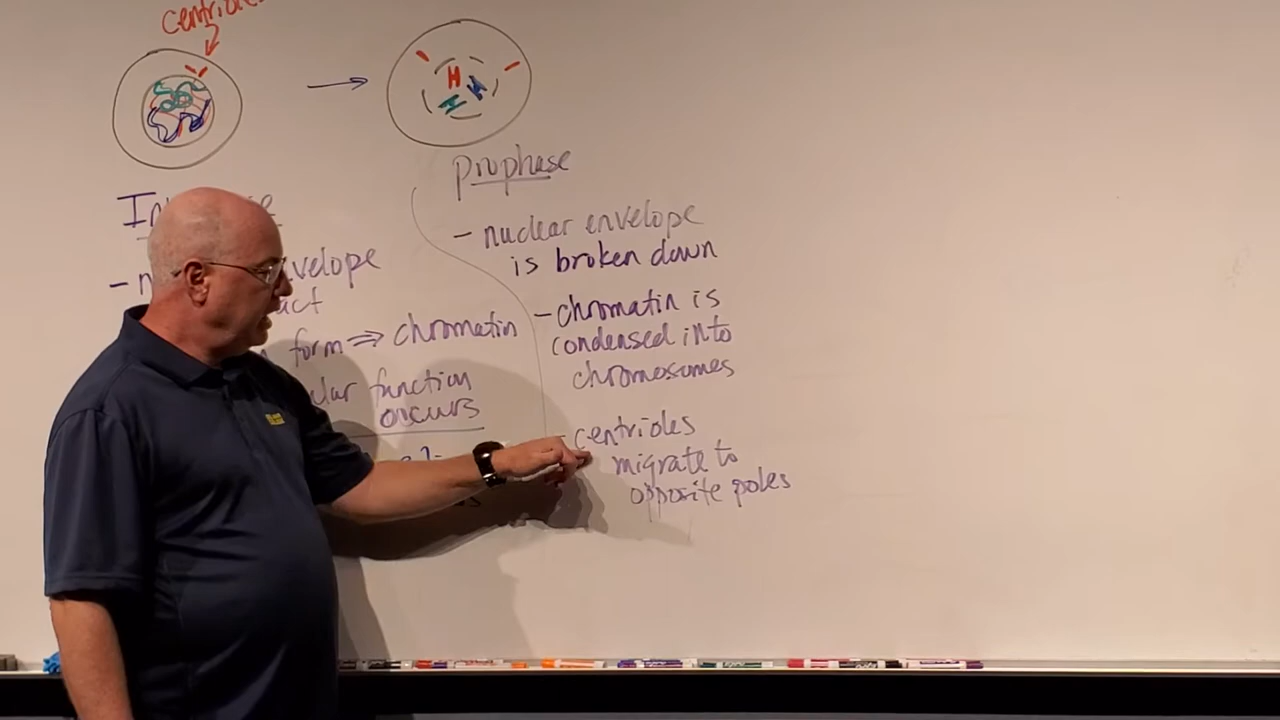 Prophase
- nuclear envelope
is broken down
velope
act
form ⇒ chromatin
function
occurs
- chromatin is
condensed into
chromosomes
centrioles
migrate to
opposite poles